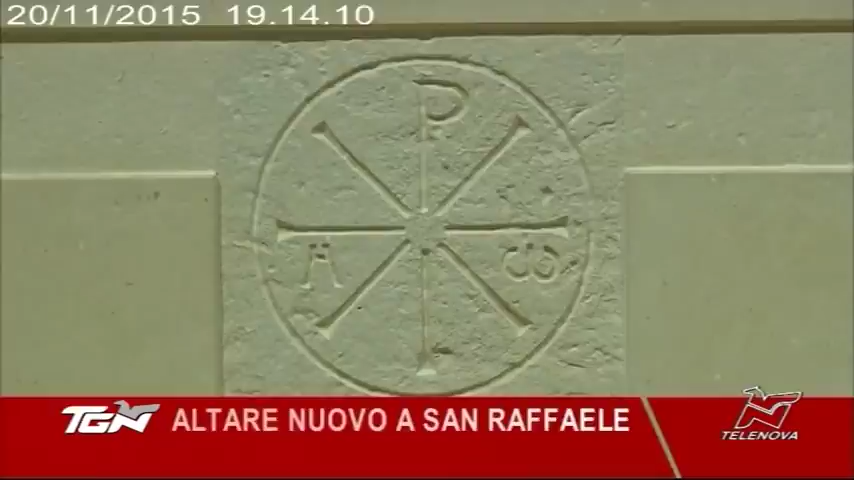 20/11/2015 19.14.10
P
A ω
TGN ALTARE NUOVO A SAN RAFFAELE
TELENOVA